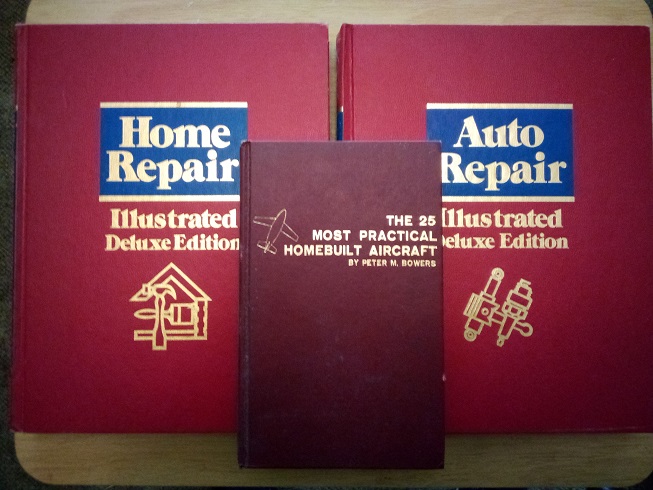 Home
Repair
Illustrated
Deluxe Edition
Auto
Repair
Illustrated
Deluxe Edition
THE 25
MOST PRACTICAL
HOMEBUILT AIRCRAFT
BY PETER M. BOWERS